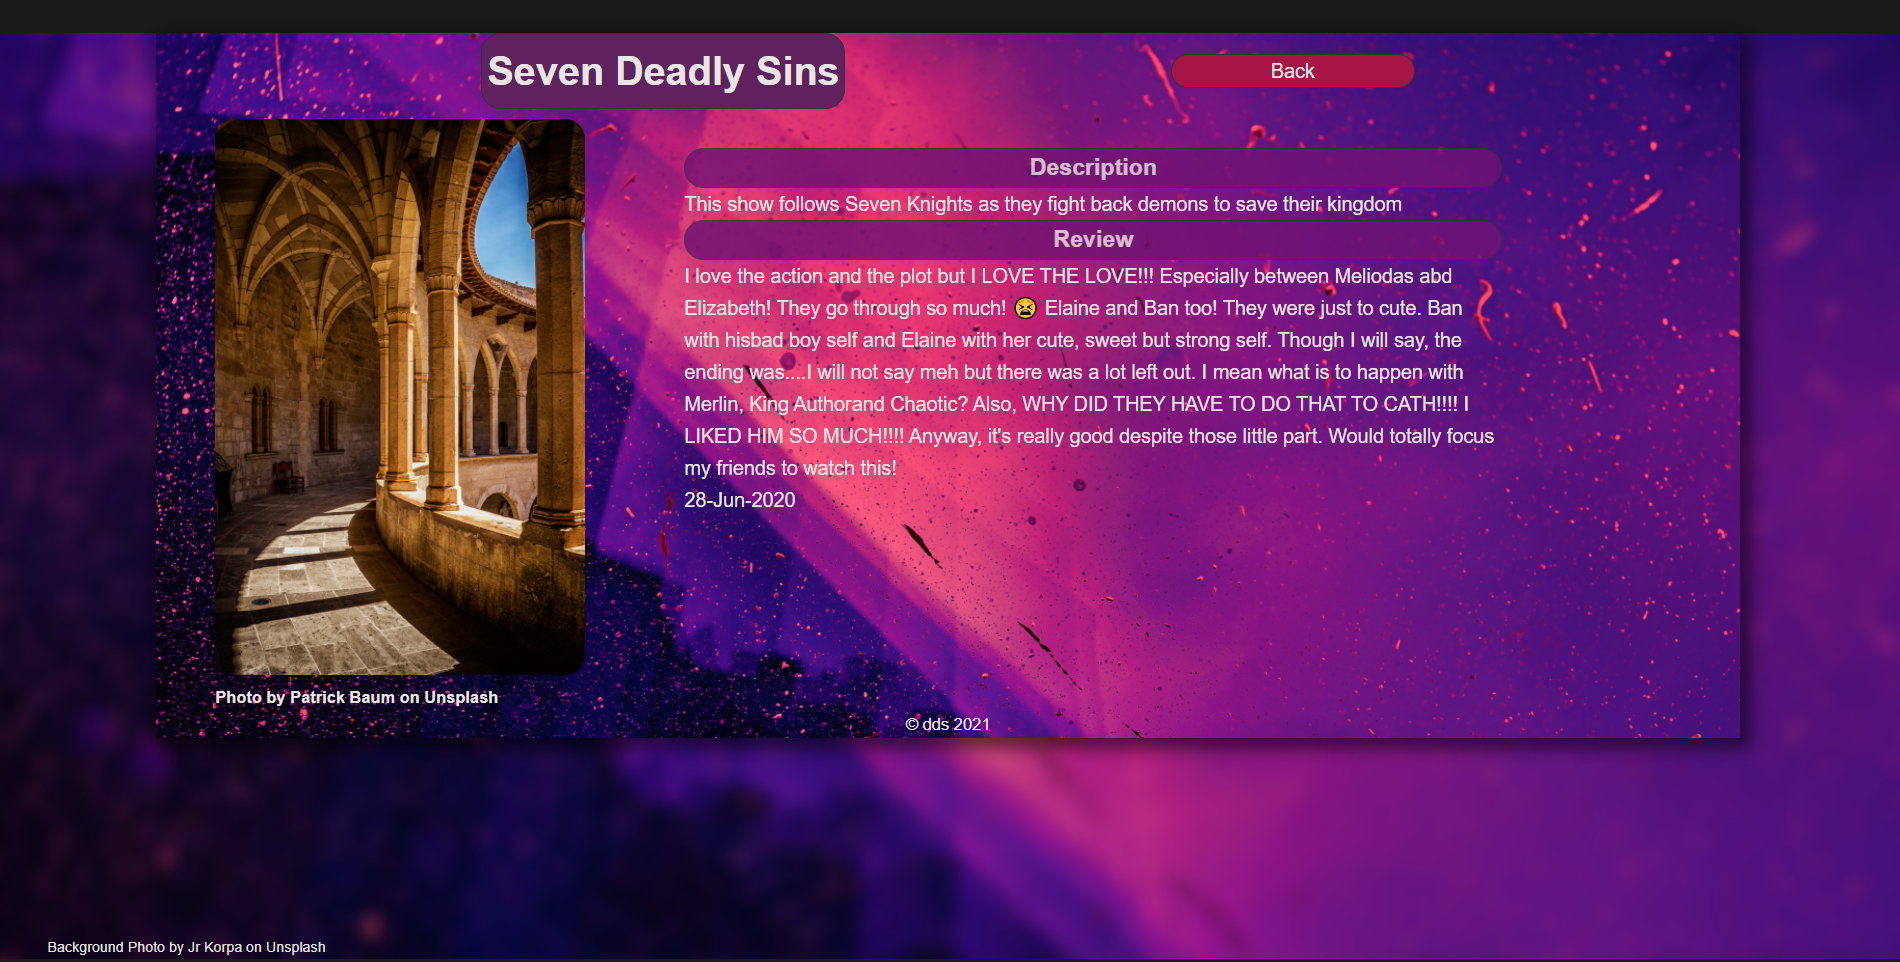 Seven Deadly Sins
Back
Description
This show follows Seven Knights as they fight back demons to save their kingdom
Review
I love the action and the plot but I LOVE THE LOVE!!! Especially between Meliodas abd
Elizabeth! They go through so much! 😫 Elaine and Ban too! They were just to cute. Ban
with hisbad boy self and Elaine with her cute, sweet but strong self. Though I will say, the
ending was....I will not say meh but there was a lot left out. I mean what is to happen with
Merlin, King Authorand Chaotic? Also, WHY DID THEY HAVE TO DO THAT TO CATH!!!! I
LIKED HIM SO MUCH!!!! Anyway, it's really good despite those little part. Would totally focus
my friends to watch this!
28-Jun-2020
Photo by Patrick Baum on Unsplash
© dds 2021
Background Photo by Jr Korpa on Unsplash